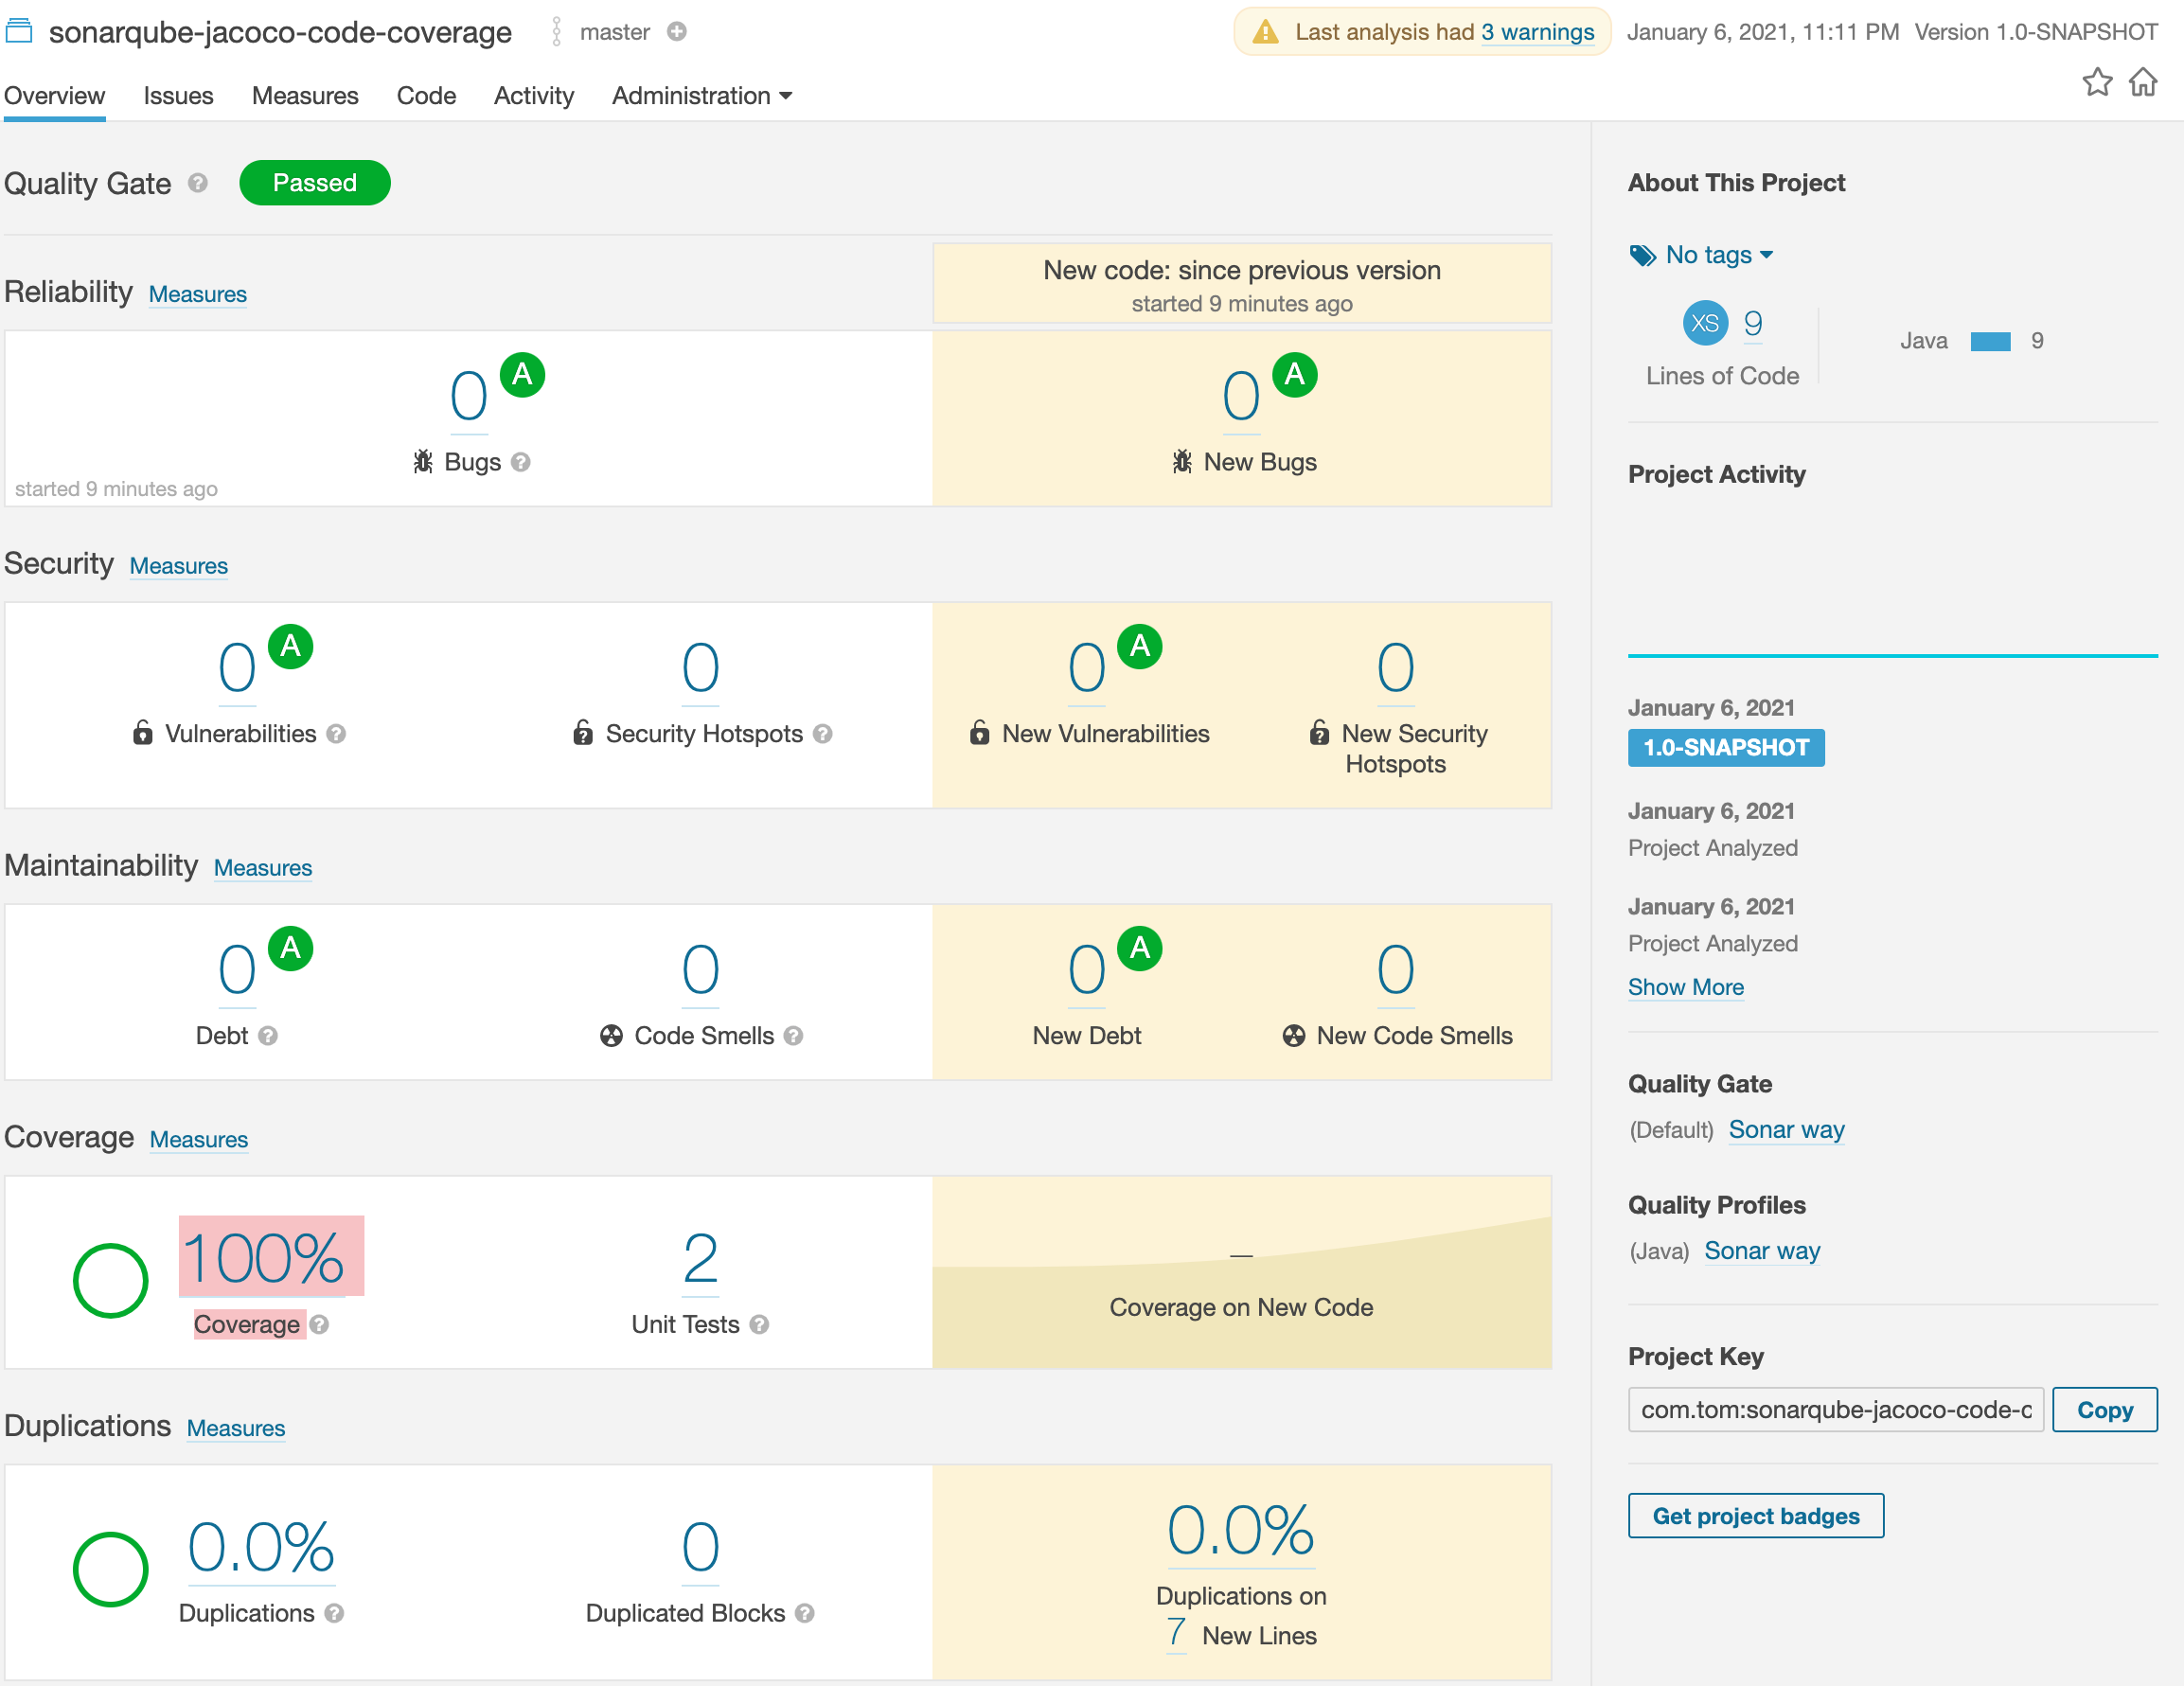 sonarqube-jacoco-code-coverage master
Last analysis had 3 warnings January 6, 2021, 11:11 PM Version 1.0-SNAPSHOT
Overview Issues Measures Code Activity Administration
Quality Gate ? Passed
New code: since previous version
started 9 minutes ago
Reliability Measures
0 A
Bugs ?
started 9 minutes ago
0 A
New Bugs
Security Measures
0 A
Vulnerabilities ?
0
Security Hotspots ?
0 A
New Vulnerabilities
0
New Security
Hotspots
Maintainability Measures
0 A
Debt ?
0
Code Smells ?
0 A
New Debt
0
New Code Smells
Coverage Measures
100%
Coverage ?
2
Unit Tests ?
—
Coverage on New Code
Duplications Measures
0.0%
Duplications ?
0
Duplicated Blocks ?
0.0%
Duplications on
7 New Lines
About This Project
No tags
XS 9
Lines of Code
Java 9
Project Activity
January 6, 2021
1.0-SNAPSHOT
January 6, 2021
Project Analyzed
January 6, 2021
Project Analyzed
Show More
Quality Gate
(Default) Sonar way
Quality Profiles
(Java) Sonar way
Project Key
com.tom:sonarqube-jacoco-code-c Copy
Get project badges